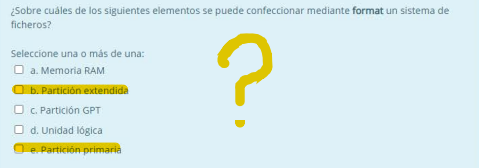 ¿Sobre cuáles de los siguientes elementos se puede confeccionar mediante format un sistema de
ficheros?
Seleccione una o más de una:
a. Memoria RAM
b. Partición extendida
c. Partición GPT
d. Unidad lógica
e. Partición primaria
?